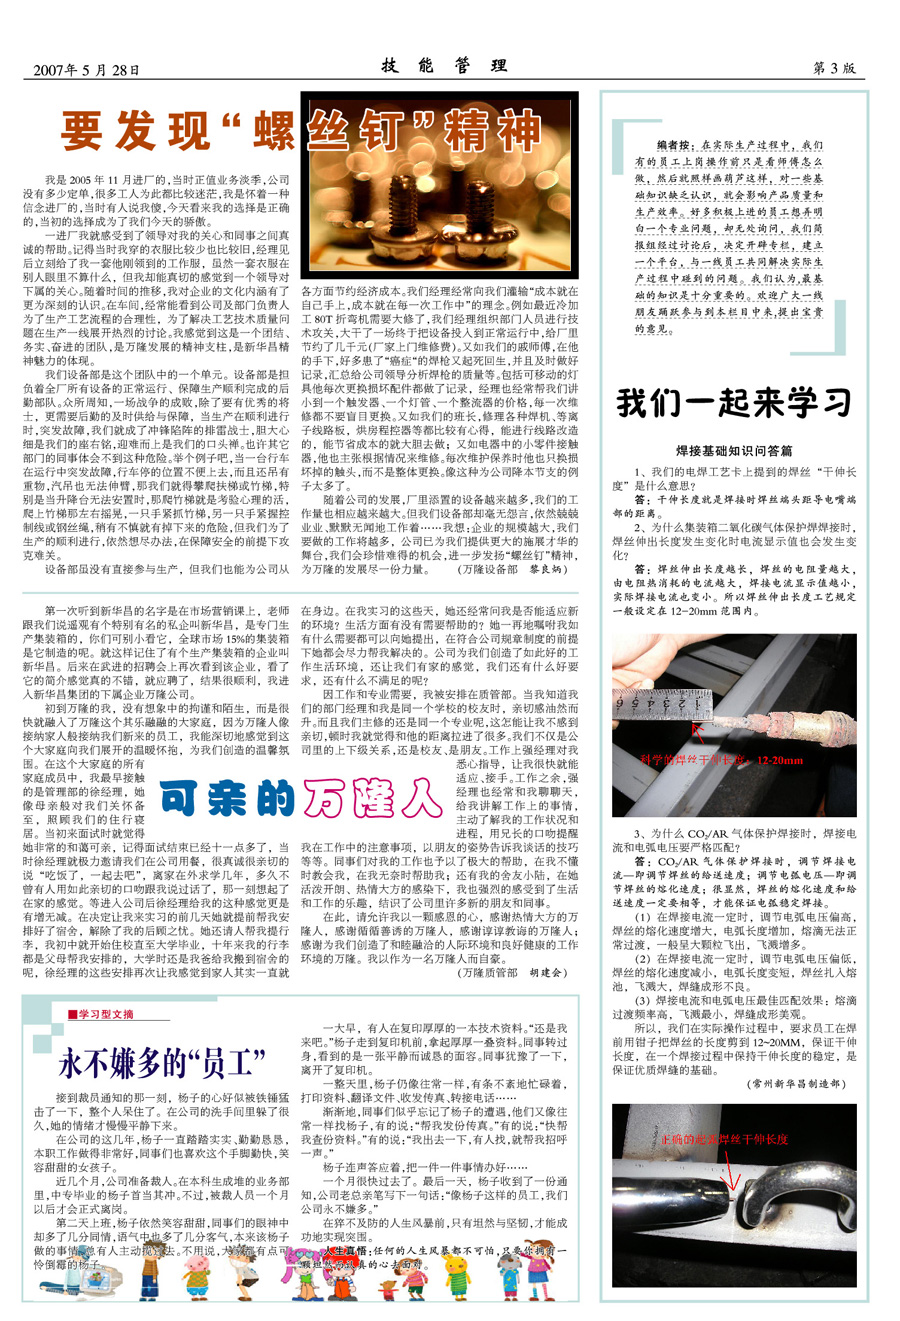 2007年5月28日
技能管理
第3版
要发现“螺丝钉”精神
我是 2005 年 11 月进厂的,当时正值业务淡季,公司
没有多少定单,很多工人为此都比较迷茫,我是怀着一种
信念进厂的,当时有人说我傻,今天看来我的选择是正确
的,当初的选择成为了我们今天的骄傲。
一进厂我就感受到了领导对我的关心和同事之间真
诚的帮助。记得当时我穿的衣服比较少也比较旧,经理见
后立刻给了我一套他刚领到的工作服，虽然一套衣服在
别人眼里不算什么，但我却能真切的感觉到一个领导对
下属的关心。随着时间的推移,我对企业的文化内涵有了
更为深刻的认识。在车间,经常能看到公司及部门负责人
为了生产工艺流程的合理性，为了解决工艺技术质量问
题在生产一线展开热烈的讨论。我感觉到这是一个团结、
务实、奋进的团队,是万隆发展的精神支柱,是新华昌精
神魅力的体现。
我们设备部是这个团队中的一个单元。设备部是担
负着全厂所有设备的正常运行、保障生产顺利完成的后
勤部队。众所周知,一场战争的成败,除了要有优秀的将
士，更需要后勤的及时供给与保障，当生产在顺利进行
时,突发故障,我们就成了冲锋陷阵的排雷战士,胆大心
细是我们的座右铭,迎难而上是我们的口头禅。也许其它
部门的同事体会不到这种危险。举个例子吧,当一台行车
在运行中突发故障,行车停的位置不便上去,而且还吊有
重物,汽吊也无法伸臂,那我们就得攀爬扶梯或竹梯,特
别是当升降台无法安置时,那爬竹梯就是考验心理的活,
爬上竹梯那左右摇晃,一只手紧抓竹梯,另一只手紧握控
制线或钢丝绳,稍有不慎就有掉下来的危险,但我们为了
生产的顺利进行,依然想尽办法,在保障安全的前提下攻
克难关。
设备部虽没有直接参与生产，但我们也能为公司从
各方面节约经济成本。我们经理经常向我们灌输“成本就在
自己手上,成本就在每一次工作中”的理念。例如最近冷加
工 80T 折弯机需要大修了,我们经理组织部门人员进行技
术攻关,大干了一场终于把设备投入到正常运行中,给厂里
节约了几千元(厂家上门维修费)。又如我们的戚师傅,在他
的手下,好多患了“癌症”的焊枪又起死回生,并且及时做好
记录,汇总给公司领导分析焊枪的质量等。包括可移动的灯
具他每次更换损坏配件都做了记录，经理也经常帮我们讲
小到一个触发器、一个灯管、一个整流器的价格,每一次维
修都不要盲目更换。又如我们的班长,修理各种焊机、等离
子线路板，烘房程控器等都比较有心得，能进行线路改造
的，能节省成本的就大胆去做；又如电器中的小零件接触
器,他也主张根据情况来维修。每次维护保养时他也只换损
坏掉的触头,而不是整体更换。像这种为公司降本节支的例
子太多了。
随着公司的发展,厂里添置的设备越来越多,我们的工
作量也相应越来越大。但我们设备部却毫无怨言,依然兢兢
业业、默默无闻地工作着……我想:企业的规模越大,我们
要做的工作将越多，公司已为我们提供更大的施展才华的
舞台,我们会珍惜难得的机会,进一步发扬“螺丝钉”精神,
为万隆的发展尽一份力量。 (万隆设备部 黎良炳)
第一次听到新华昌的名字是在市场营销课上，老师
跟我们说遥观有个特别有名的私企叫新华昌，是专门生
产集装箱的，你们可别小看它，全球市场 15%的集装箱
是它制造的呢。就这样记住了有个生产集装箱的企业叫
新华昌。后来在武进的招聘会上再次看到该企业，看了
它的简介感觉真的不错，就应聘了，结果很顺利，我进
入新华昌集团的下属企业万隆公司。
初到万隆的我，没有想象中的拘谨和陌生，而是很
快就融入了万隆这个其乐融融的大家庭，因为万隆人像
接纳家人般接纳我们新来的员工，我能深切地感觉到这
个大家庭向我们展开的温暖怀抱，为我们创造的温馨氛
围。在这个大家庭的所有
家庭成员中，我最早接触
的是管理部的徐经理，她
像母亲般对我们关怀备
至，照顾我们的住行寝
居。当初来面试时就觉得
她非常的和蔼可亲，记得面试结束已经十一点多了，当
时徐经理就极力邀请我们在公司用餐，很真诚很亲切的
说“吃饭了，一起去吧”，离家在外求学几年，多久不
曾有人用如此亲切的口吻跟我说过话了，那一刻想起了
在家的感觉。等进入公司后徐经理给我的这种感觉更是
有增无减。在决定让我来实习的前几天她就提前帮我安
排好了宿舍，解除了我的后顾之忧。她还请人帮我提行
李，我初中就开始住校直至大学毕业，十年来我的行李
都是父母帮我安排的，大学时还是我爸给我搬到宿舍的
呢，徐经理的这些安排再次让我感觉到家人其实一直就
可亲的万隆人
在身边。在我实习的这些天，她还经常问我是否能适应新
的环境？生活方面有没有需要帮助的？她一再地嘱咐我如
有什么需要都可以向她提出，在符合公司规章制度的前提
下她都会尽力帮我解决的。公司为我们创造了如此好的工
作生活环境，还让我们有家的感觉，我们还有什么好要
求，还有什么不满足的呢？
因工作和专业需要，我被安排在质管部。当我知道我
们的部门经理和我是同一个学校的校友时，亲切感油然而
升。而且我们主修的还是同一个专业呢,这怎能让我不感到
亲切,顿时我就觉得和他的距离拉进了很多。我们不仅是公
司里的上下级关系,还是校友、是朋友。工作上强经理对我
悉心指导，让我很快就能
适应、接手。工作之余,强
经理也经常和我聊聊天，
给我讲解工作上的事情，
主动了解我的工作状况和
进程，用兄长的口吻提醒
我在工作中的注意事项，以朋友的姿势告诉我谈话的技巧
等等。同事们对我的工作也予以了极大的帮助，在我不懂
时教会我，在我无奈时帮助我；还有我的舍友小陆，在她
活泼开朗、热情大方的感染下，我也强烈的感受到了生活
和工作的乐趣，结识了公司里许多新的朋友和同事。
在此，请允许我以一颗感恩的心，感谢热情大方的万
隆人，感谢循循善诱的万隆人，感谢谆谆教诲的万隆人；
感谢为我们创造了和睦融洽的人际环境和良好健康的工作
环境的万隆。我以作为一名万隆人而自豪。
(万隆质管部 胡建会)
■学习型文摘
永不嫌多的“员工”
接到裁员通知的那一刻，杨子的心好似被铁锤猛
击了一下，整个人呆住了。在公司的洗手间里躲了很
久,她的情绪才慢慢平静下来。
在公司的这几年,杨子一直踏踏实实、勤勤恳恳，
本职工作做得非常好,同事们也喜欢这个手脚勤快,笑
容甜甜的女孩子。
近几个月,公司准备裁人。在本科生成堆的业务部
里,中专毕业的杨子首当其冲。不过,被裁人员一个月
以后才会正式离岗。
第二天上班,杨子依然笑容甜甜,同事们的眼神中
却多了几分同情,语气中也多了几分客气,本来该杨子
做的事情,总有人主动揽过去。不用说,大家都有点可
怜倒霉的杨子。
一大早，有人在复印厚厚的一本技术资料。“还是我
来吧。”杨子走到复印机前,拿起厚厚一叠资料。同事转过
身,看到的是一张平静而诚恳的面容。同事犹豫了一下，
离开了复印机。
一整天里,杨子仍像往常一样,有条不紊地忙碌着，
打印资料、翻译文件、收发传真、转接电话……
渐渐地,同事们似乎忘记了杨子的遭遇,他们又像往
常一样找杨子,有的说:“帮我发份传真。”有的说:“快帮
我查份资料。”有的说:“我出去一下,有人找,就帮我招呼
一声。”
杨子连声答应着,把一件一件事情办好……
一个月很快过去了。最后一天，杨子收到了一份通
知,公司老总亲笔写下一句话:“像杨子这样的员工,我们
公司永不嫌多。”
在猝不及防的人生风暴前,只有坦然与坚韧,才能成
功地实现突围。
人生真悟:任何的人生风暴都不可怕,只要你拥有一
颗坦然而认真的心去面对。
编者按：在实际生产过程中，我们
有的员工上岗操作前只是看师傅怎么
做，然后就照样画葫芦这样，对一些基
础知识缺乏认识，就会影响产品质量和
生产效率。好多积极上进的员工想弄明
白一个专业问题，却无处询问，我们简
报组经过讨论后，决定开辟专栏，建立
一个平台，与一线员工共同解决实际生
产过程中碰到的问题。我们认为,最基
础的知识是十分重要的。欢迎广大一线
朋友踊跃参与到本栏目中来,提出宝贵
的意见。
我们一起来学习
焊接基础知识问答篇
1、我们的电焊工艺卡上提到的焊丝“干伸长
度”是什么意思？
答：干伸长度就是焊接时焊丝端头距导电嘴端
部的距离。
2、为什么集装箱二氧化碳气体保护焊焊接时，
焊丝伸出长度发生变化时电流显示值也会发生变
化？
答：焊丝伸出长度越长，焊丝的电阻量越大，
由电阻热消耗的电流越大，焊接电流显示值越小，
实际焊接电流也变小。所以焊丝伸出长度工艺规定
一般设定在 12-20mm 范围内。
科学的焊丝干伸长度：12-20mm
3、为什么 CO₂/AR 气体保护焊接时，焊接电
流和电弧电压要严格匹配？
答：CO₂/AR 气体保护焊接时，调节焊接电
流—即调节焊丝的给送速度；调节电弧电压—即调
节焊丝的熔化速度；很显然，焊丝的熔化速度和给
送速度一定要相等，才能保证电弧稳定焊接。
（1）在焊接电流一定时，调节电弧电压偏高，
焊丝的熔化速度增大，电弧长度增加，熔滴无法正
常过渡，一般呈大颗粒飞出，飞溅增多。
（2）在焊接电流一定时，调节电弧电压偏低，
焊丝的熔化速度减小，电弧长度变短，焊丝扎入熔
池，飞溅大，焊缝成形不良。
（3）焊接电流和电弧电压最佳匹配效果：熔滴
过渡频率高，飞溅最小，焊缝成形美观。
所以，我们在实际操作过程中，要求员工在焊
前用钳子把焊丝的长度剪到 12~20MM，保证干伸
长度，在一个焊接过程中保持干伸长度的稳定，是
保证优质焊缝的基础。
(常州新华昌制造部)
正确的起头焊丝干伸长度